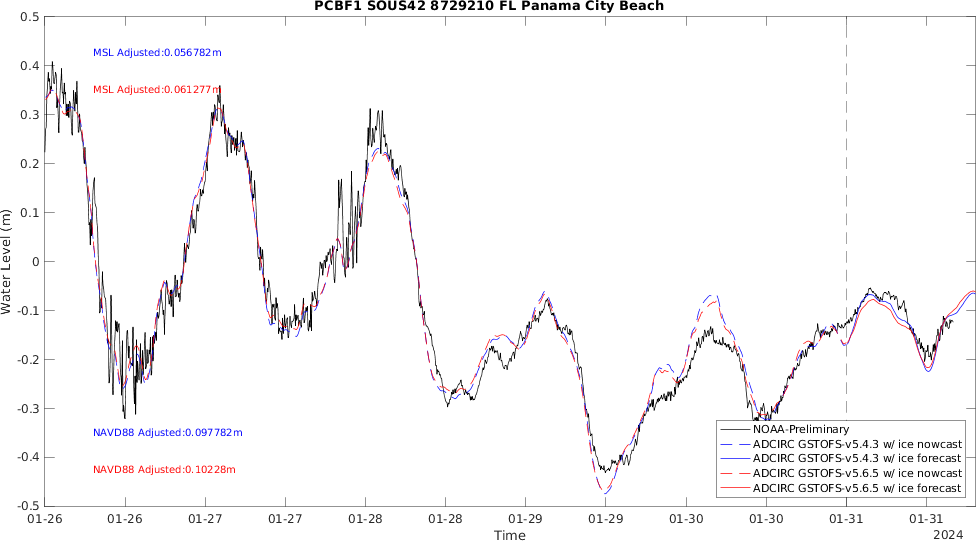 PCBF1 SOUS42 8729210 FL Panama City Beach
0.5
0.4
0.3
0.2
0.1
0
-0.1
-0.2
-0.3
-0.4
-0.5
Water Level (m)
MSL Adjusted:0.056782m
MSL Adjusted:0.061277m
NAVD88 Adjusted:0.097782m
NAVD88 Adjusted:0.10228m
NOAA-Preliminary
ADCIRC GSTOFS-v5.4.3 w/ ice nowcast
ADCIRC GSTOFS-v5.4.3 w/ ice forecast
ADCIRC GSTOFS-v5.6.5 w/ ice nowcast
ADCIRC GSTOFS-v5.6.5 w/ ice forecast
01-26 01-26 01-27 01-27 01-28 01-28 01-29 01-29 01-30 01-30 01-31 01-31
Time
2024